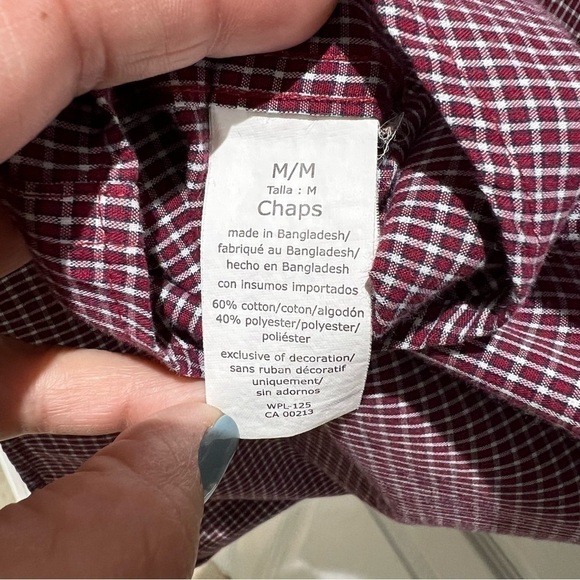 M/M
Talla : M
Chaps
made in Bangladesh/
fabriqué au Bangladesh/
hecho en Bangladesh
con insumos importados
60% cotton/coton/algodón
40% polyester/polyester/
poliéster
exclusive of decoration/
sans ruban décoratif
uniquement/
sin adornos
WPL-125
CA 00213